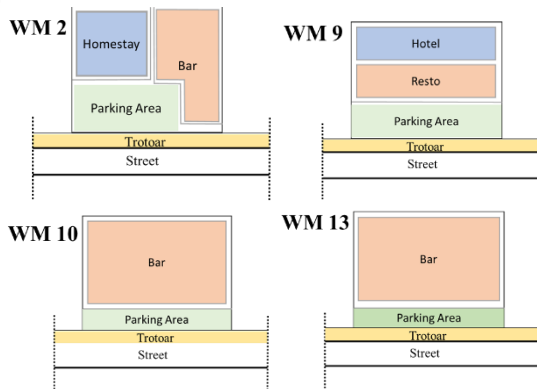 WM 2
Homestay
Bar
Parking Area
Trotoar
Street
WM 9
Hotel
Resto
Parking Area
Trotoar
Street
WM 10
Bar
Parking Area
Trotoar
Street
WM 13
Bar
Parking Area
Trotoar
Street